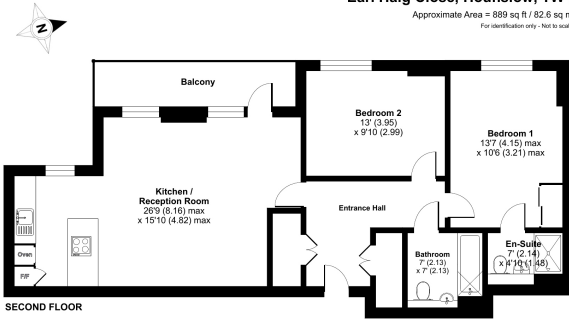 Earl Haig Close, Hounslow, TW
Approximate Area = 889 sq ft / 82.6 sq m
For identification only - Not to scal
N
Balcony
Bedroom 2
13' (3.95)
x 9'10 (2.99)
Bedroom 1
13'7 (4.15) max
x 10'6 (3.21) max
Kitchen /
Reception Room
26'9 (8.16) max
x 15'10 (4.82) max
Entrance Hall
Bathroom
7' (2.13)
x 7' (2.13)
En-Suite
7' (2.14)
x 4'10 (1.48)
Oven
F/F
SECOND FLOOR